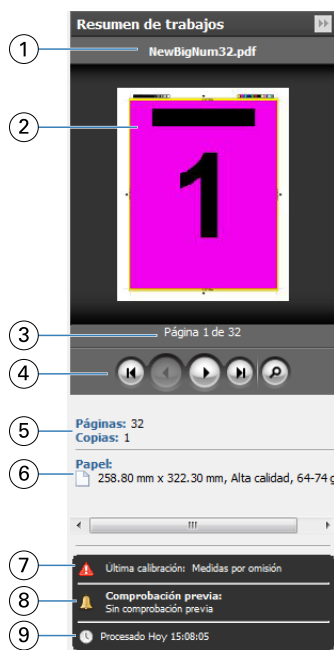 Resumen de trabajos
1
NewBigNum32.pdf
2
1
3
Página 1 de 32
4
5
Páginas: 32
Copias: 1
6
Papel:
258.80 mm x 322.30 mm, Alta calidad, 64-74 g
7
Última calibración: Medidas por omisión
8
Comprobación previa:
Sin comprobación previa
9
Procesado Hoy 15:08:05